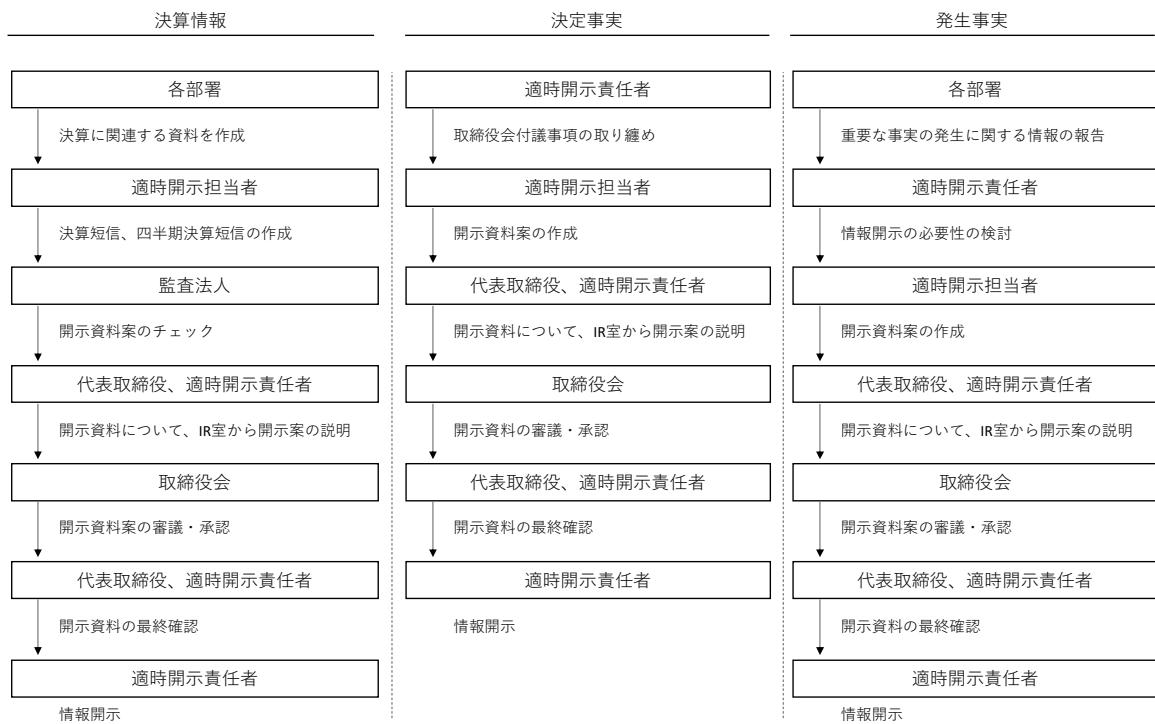 決算情報
各部署
決算に関連する資料を作成
適時開示担当者
決算短信、四半期決算短信の作成
監査法人
開示資料案のチェック
代表取締役、適時開示責任者
開示資料について、IR室から開示案の説明
取締役会
開示資料案の審議・承認
代表取締役、適時開示責任者
開示資料の最終確認
適時開示責任者
情報開示
決定事実
適時開示責任者
取締役会付議事項の取り纏め
適時開示担当者
開示資料案の作成
代表取締役、適時開示責任者
開示資料について、IR室から開示案の説明
取締役会
開示資料の審議・承認
代表取締役、適時開示責任者
開示資料の最終確認
適時開示責任者
情報開示
発生事実
各部署
重要な事実の発生に関する情報の報告
適時開示責任者
情報開示の必要性の検討
適時開示担当者
開示資料案の作成
代表取締役、適時開示責任者
開示資料について、IR室から開示案の説明
取締役会
開示資料案の審議・承認
代表取締役、適時開示責任者
開示資料の最終確認
適時開示責任者
情報開示